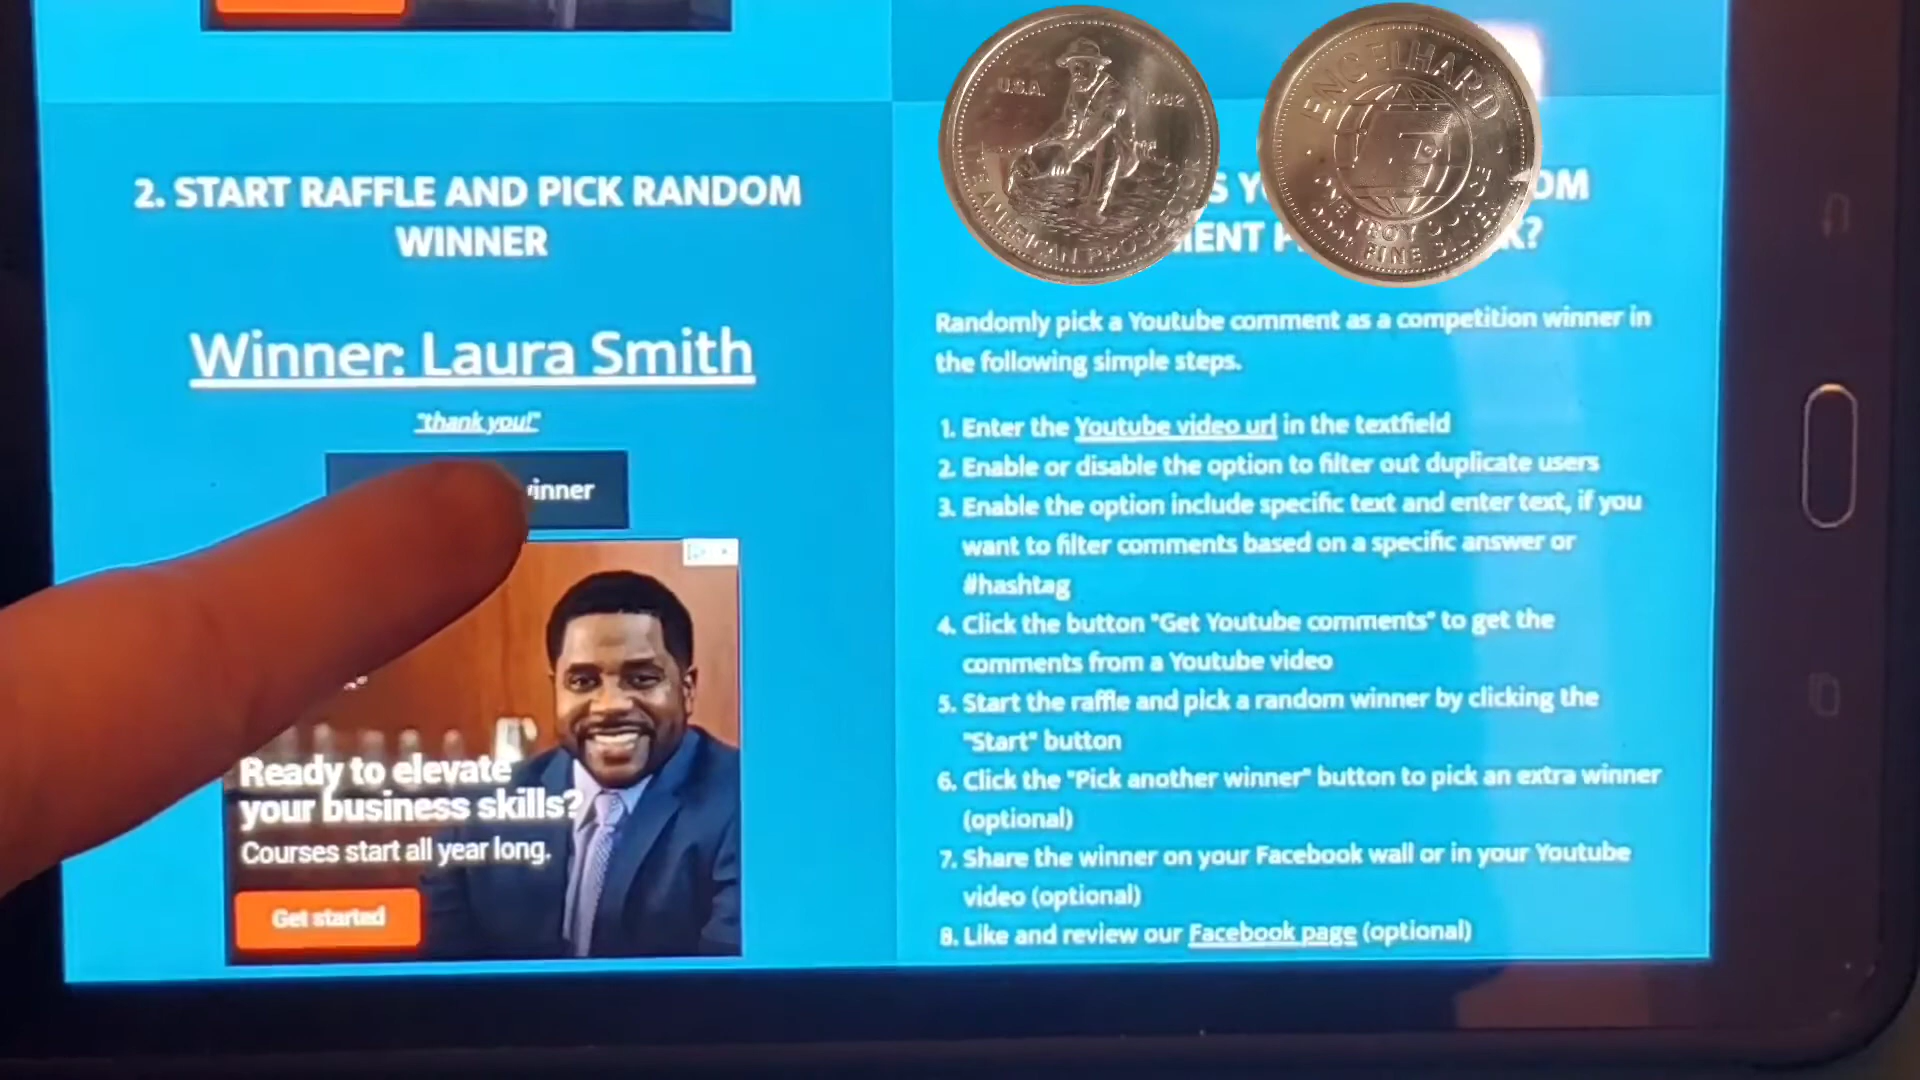 2. START RAFFLE AND PICK RANDOM
WINNER
Winner: Laura Smith
"thank you!"
winner
Ready to elevate
your business skills?
Courses start all year long.
Get started
U.S.A. 1982
THE AMERICAN PROSPECTOR
ENGELHARD
ONE TROY OUNCE
FINE SILVER
Randomly pick a Youtube comment as a competition winner in
the following simple steps.
1. Enter the Youtube video url in the textfield
2. Enable or disable the option to filter out duplicate users
3. Enable the option include specific text and enter text, if you
want to filter comments based on a specific answer or
#hashtag
4. Click the button "Get Youtube comments" to get the
comments from a Youtube video
5. Start the raffle and pick a random winner by clicking the
"Start" button
6. Click the "Pick another winner" button to pick an extra winner
(optional)
7. Share the winner on your Facebook wall or in your Youtube
video (optional)
8. Like and review our Facebook page (optional)